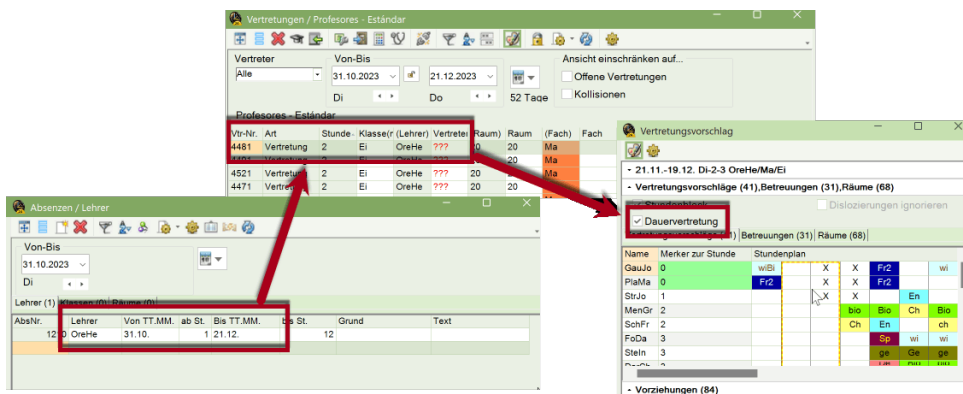 Vertretungen / Profesores - Estándar
Vertreter
Von-Bis
Ansicht einschränken auf...
Alle
31.10.2023
21.12.2023
Offene Vertretungen
Di
Do
52 Tage
Kollisionen
Profesores - Estándar
Vtr-Nr. Art Stunde Klasse(r (Lehrer) Vertreter Raum) Raum (Fach) Fach
4481 Vertretung 2 Ei OreHe ??? 20 20 Ma
4521 Vertretung 2 Ei OreHe ??? 20 20 Ma
4471 Vertretung 2 Ei OreHe ??? 20 20 Ma
Absenzen / Lehrer
Von-Bis
31.10.2023
Di
Lehrer (1) Klassen (0) Räume (0)
AbsNr. Lehrer Von TT.MM. ab St. Bis TT.MM. bis St. Grund Text
OreHe 31.10. 1 21.12. 12
Vertretungsvorschlag
21.11.-19.12. Di-2-3 OreHe/Ma/Ei
Vertretungsvorschläge (41),Betreuungen (31),Räume (68)
Stundenblock
Dislozierungen ignorieren
Dauervertretung
Betreuungen (31) Räume (68)
Name Merker zur Stunde Stundenplan
GauJo 0 wiBi X X Fr2 wi
PlaMa 0 Fr2 X X Fr2
StrJo 1 X X En
MenGr 2 bio Bio Ch Bio
SchFr 2 Ch En ch
FoDa 3 Sp wi wi
SteIn 3 ge Ge ge
Vorziehungen (84)